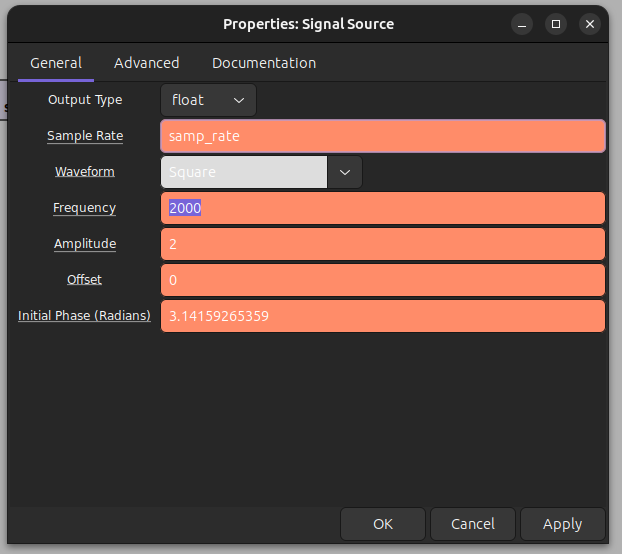 Properties: Signal Source
General Advanced Documentation
Output Type float
Sample Rate samp_rate
Waveform Square
Frequency 2000
Amplitude 2
Offset 0
Initial Phase (Radians) 3.14159265359
OK Cancel Apply